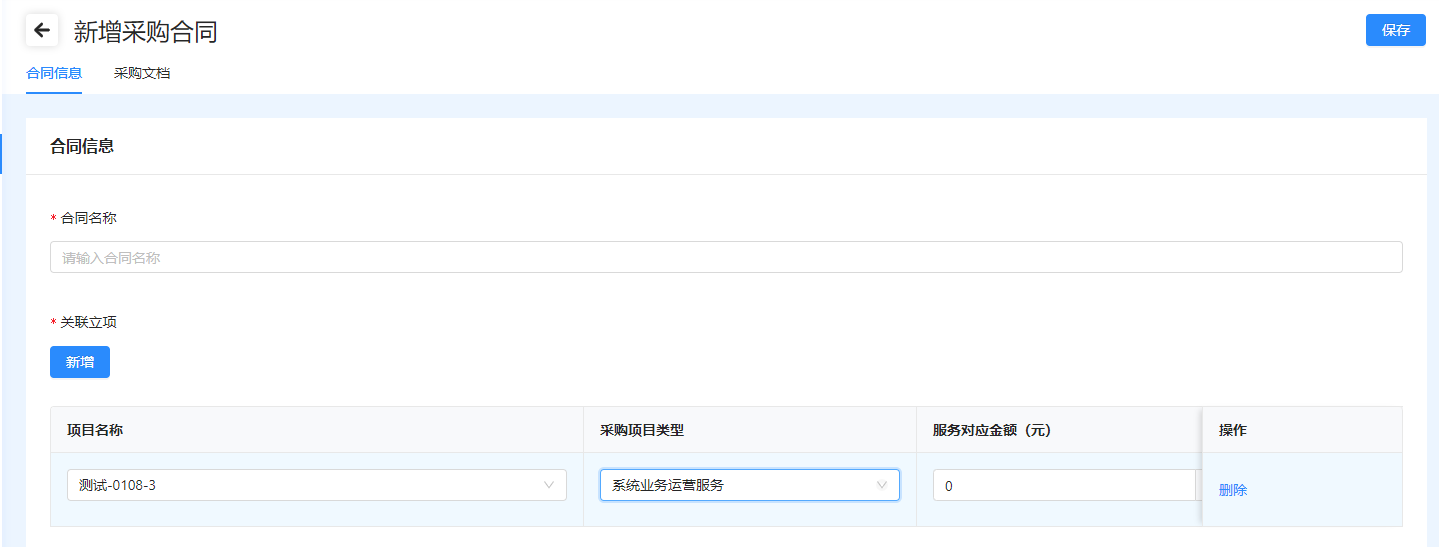 新增采购合同
保存
合同信息 采购文档
合同信息
* 合同名称
请输入合同名称
* 关联立项
新增
项目名称 采购项目类型 服务对应金额（元） 操作
测试-0108-3 系统业务运营服务 0 删除